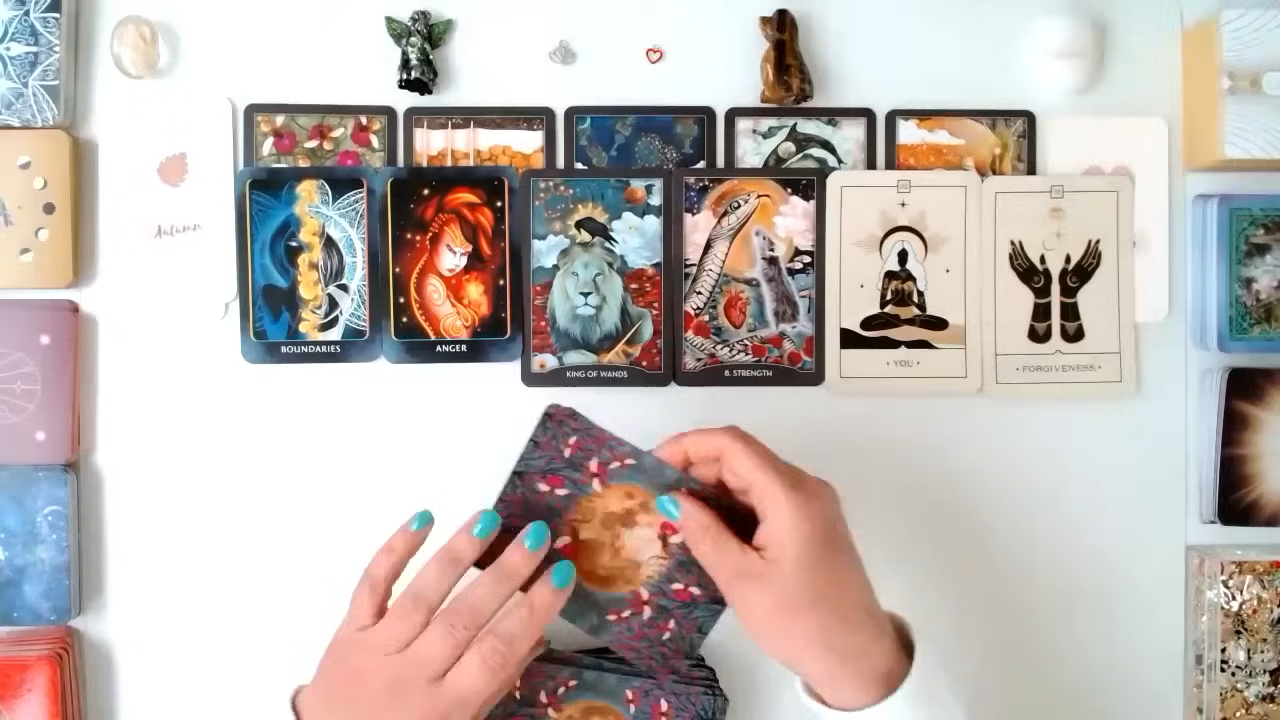 Autumn
BOUNDARIES
ANGER
KING OF WANDS
8. STRENGTH
• YOU •
• FORGIVENESS •